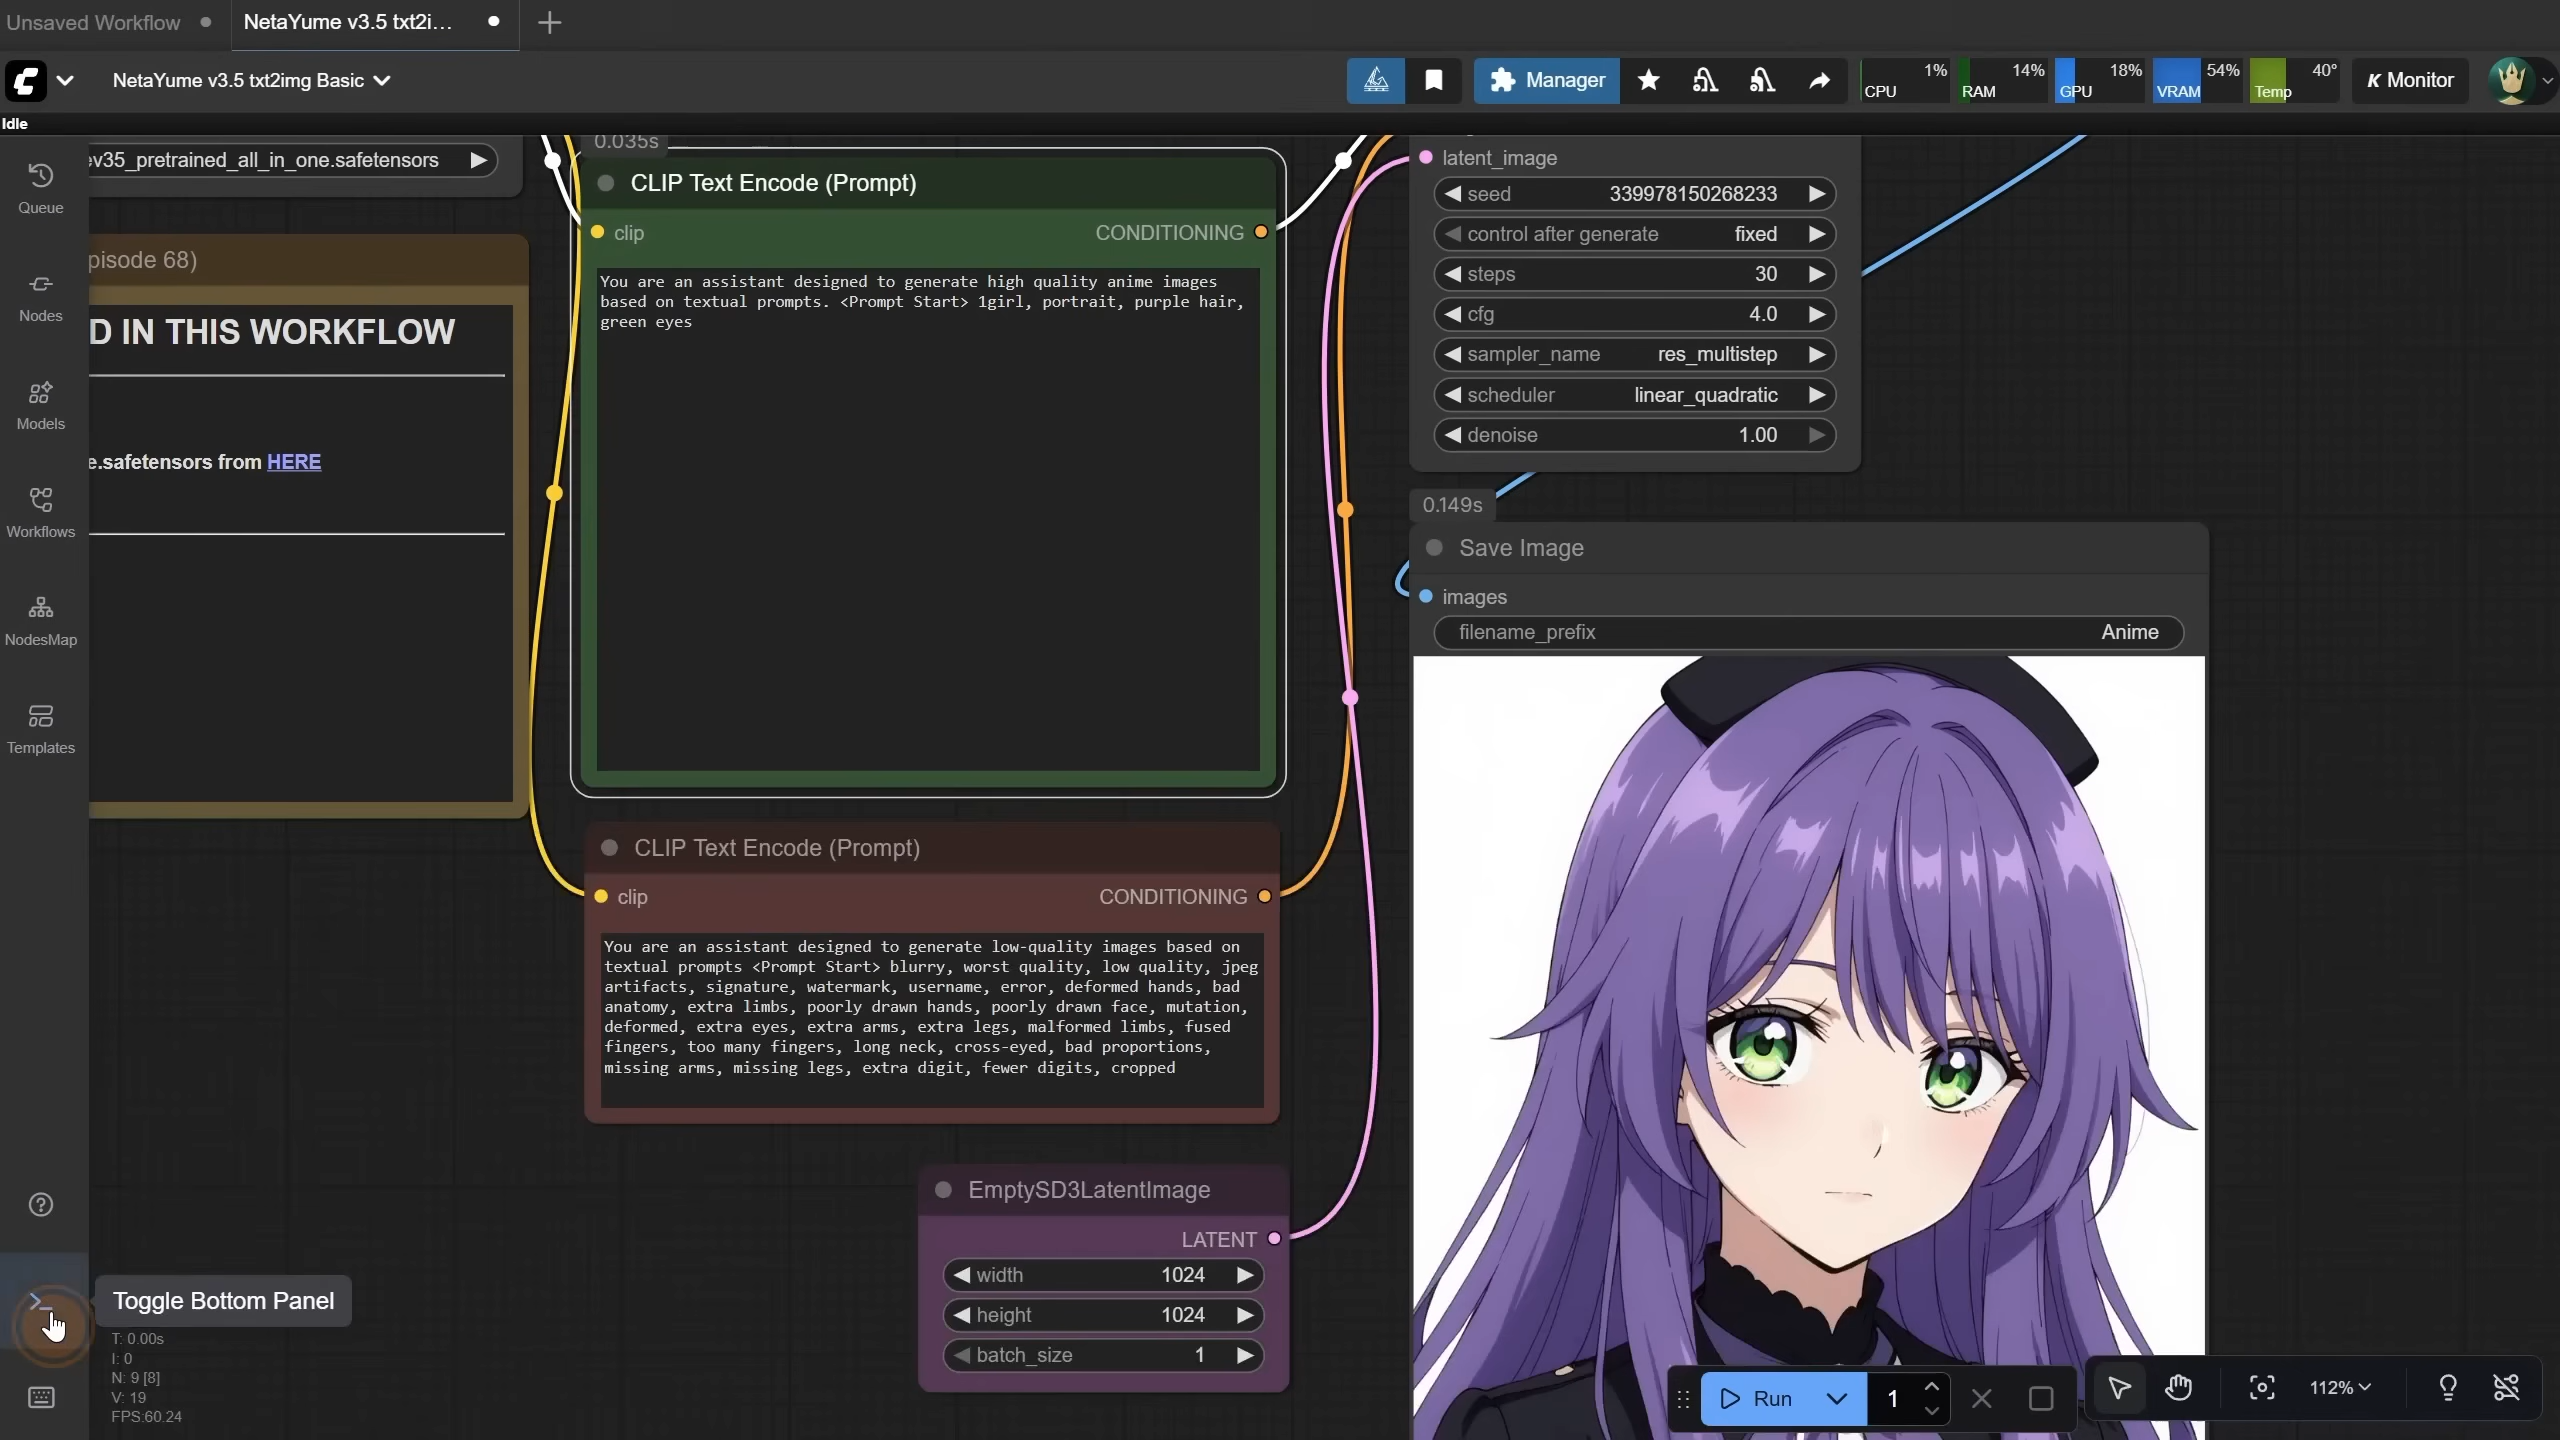 Unsaved Workflow
NetaYume v3.5 txt2i...
NetaYume v3.5 txt2img Basic
Manager
CPU 1%
RAM 14%
GPU 18%
VRAM 54%
Temp 40°
K Monitor
Idle
Queue
Nodes
Models
Workflows
NodesMap
Templates
ev35_pretrained_all_in_one.safetensors
pisode 68)
D IN THIS WORKFLOW
e.safetensors from HERE
0.035s
CLIP Text Encode (Prompt)
clip
CONDITIONING
You are an assistant designed to generate high quality anime images
based on textual prompts. <Prompt Start> 1girl, portrait, purple hair,
green eyes
CLIP Text Encode (Prompt)
clip
CONDITIONING
You are an assistant designed to generate low-quality images based on
textual prompts <Prompt Start> blurry, worst quality, low quality, jpeg
artifacts, signature, watermark, username, error, deformed hands, bad
anatomy, extra limbs, poorly drawn hands, poorly drawn face, mutation,
deformed, extra eyes, extra arms, extra legs, malformed limbs, fused
fingers, too many fingers, long neck, cross-eyed, bad proportions,
missing arms, missing legs, extra digit, fewer digits, cropped
EmptySD3LatentImage
LATENT
width 1024
height 1024
batch_size 1
latent_image
seed 339978150268233
control after generate fixed
steps 30
cfg 4.0
sampler_name res_multistep
scheduler linear_quadratic
denoise 1.00
0.149s
Save Image
images
filename_prefix Anime
Toggle Bottom Panel
T: 0.00s
I: 0
N: 9 [8]
V: 19
FPS:60.24
Run
1
112%